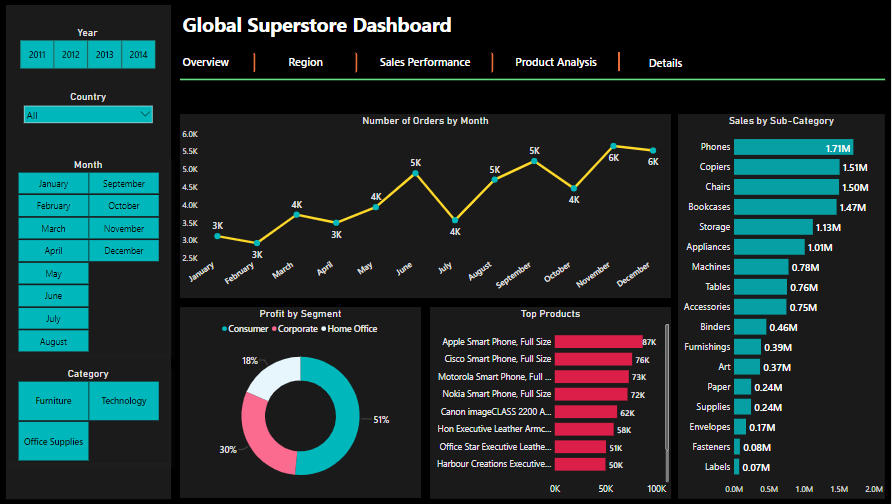 Global Superstore Dashboard
Overview
Region
Sales Performance
Product Analysis
Details
Year
2011 2012 2013 2014
Country
All
Month
January September
February October
March November
April December
May
June
July
August
Category
Furniture Technology
Office Supplies
Number of Orders by Month
6.0K
5.5K
5.0K
4.5K
4.0K
3.5K
3.0K
2.5K
3K
3K
4K
3K
4K
5K
4K
5K
5K
4K
6K
6K
January February March April May June July August September October November December
Sales by Sub-Category
Phones 1.71M
Copiers 1.51M
Chairs 1.50M
Bookcases 1.47M
Storage 1.13M
Appliances 1.01M
Machines 0.78M
Tables 0.76M
Accessories 0.75M
Binders 0.46M
Furnishings 0.39M
Art 0.37M
Paper 0.24M
Supplies 0.24M
Envelopes 0.17M
Fasteners 0.08M
Labels 0.07M
0.0M 0.5M 1.0M 1.5M 2.0M
Profit by Segment
Consumer Corporate Home Office
18%
51%
30%
Top Products
Apple Smart Phone, Full Size 87K
Cisco Smart Phone, Full Size 76K
Motorola Smart Phone, Full ... 73K
Nokia Smart Phone, Full Size 72K
Canon imageCLASS 2200 A... 62K
Hon Executive Leather Armc... 58K
Office Star Executive Leathe... 51K
Harbour Creations Executive... 50K
0K 50K 100K